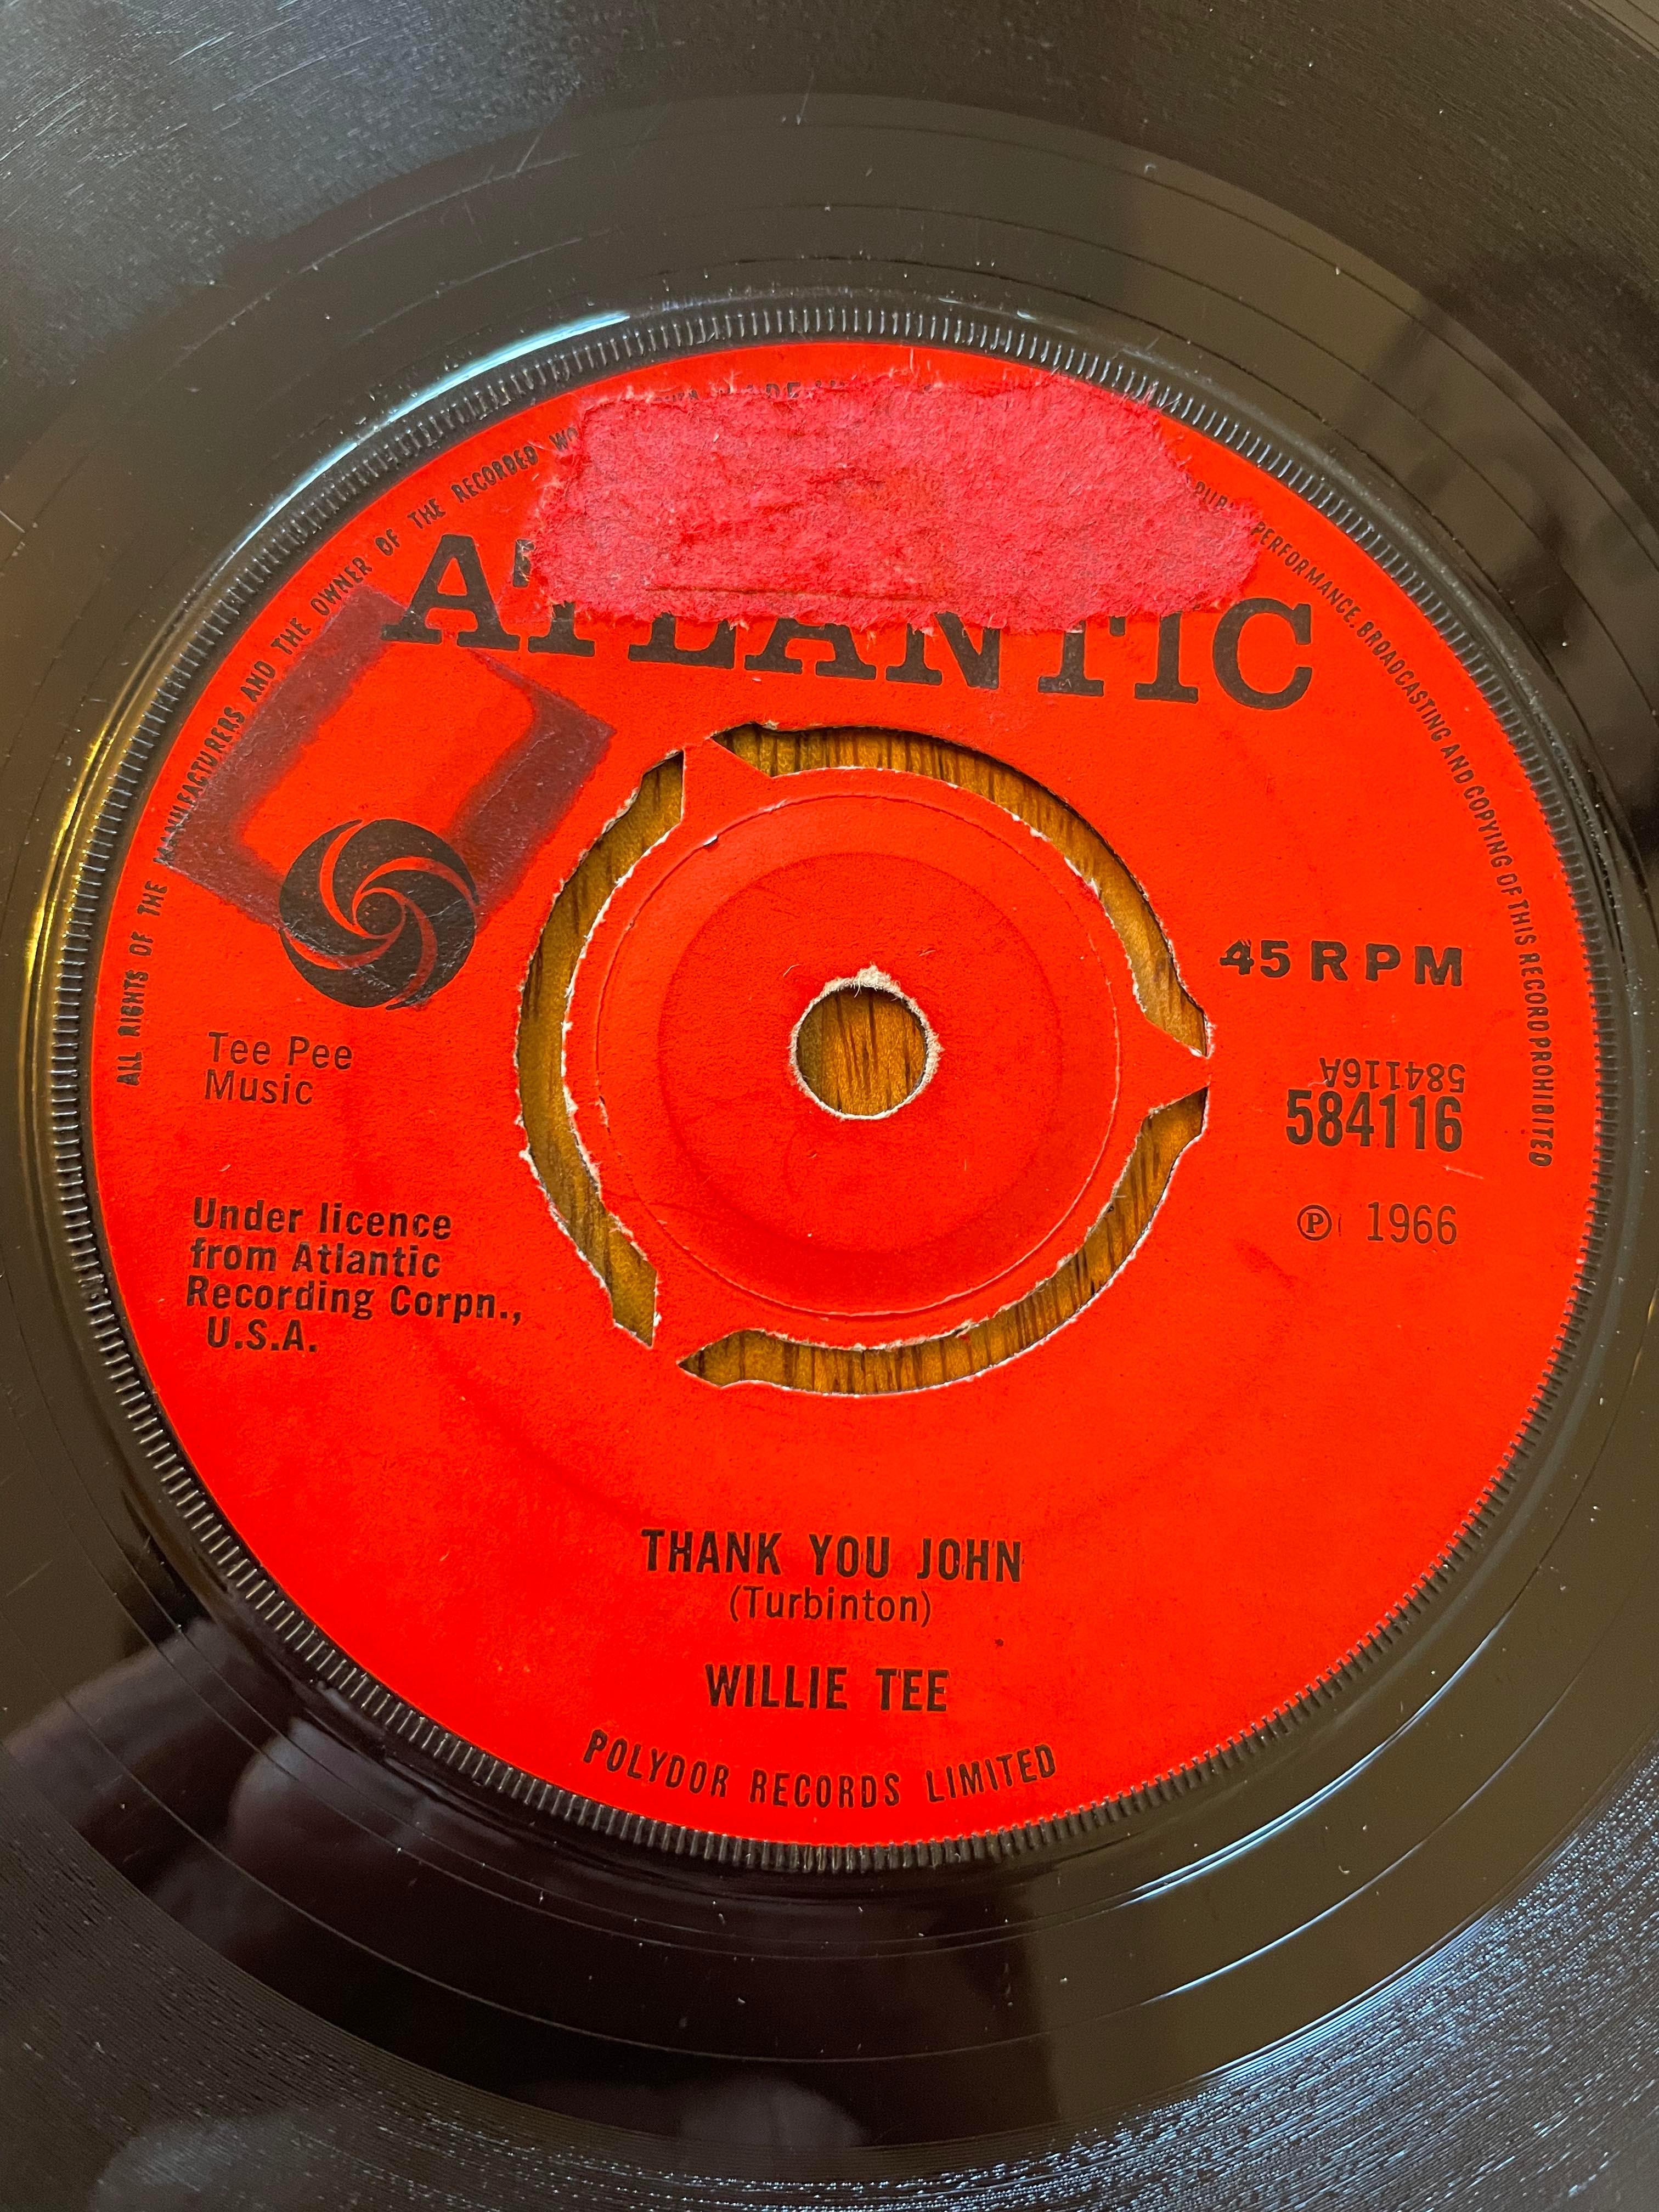 ALL RIGHTS OF THE MANUFACTURERS AND THE OWNER OF THE RECORDED
PERFORMANCE, BROADCASTING AND COPYING OF THIS RECORD PROHIBITED
ATLANTIC
45 RPM
Tee Pee
Music
584116A
584116
℗ 1966
Under licence
from Atlantic
Recording Corpn.,
U.S.A.
THANK YOU JOHN
(Turbinton)
WILLIE TEE
POLYDOR RECORDS LIMITED